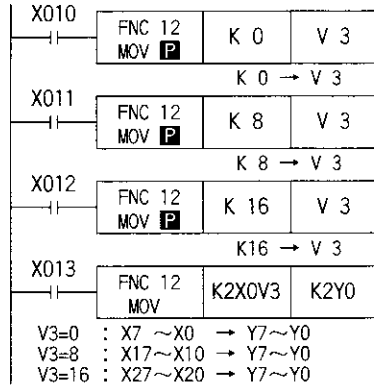 X010
FNC 12
MOV P
K 0
V 3
K 0 → V 3
X011
FNC 12
MOV P
K 8
V 3
K 8 → V 3
X012
FNC 12
MOV P
K 16
V 3
K16 → V 3
X013
FNC 12
MOV
K2X0V3
K2Y0
V3=0 : X7 ~X0 → Y7~Y0
V3=8 : X17~X10 → Y7~Y0
V3=16 : X27~X20 → Y7~Y0